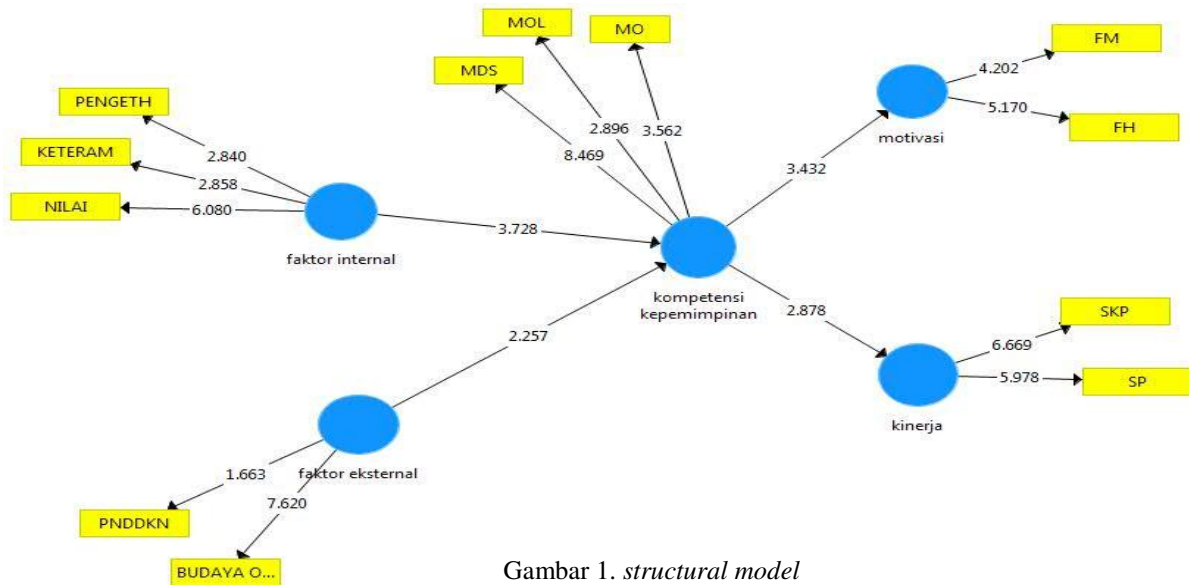 MOL
MO
FM
MDS
4.202
PENGETH
5.170
FH
2.896
3.562
motivasi
KETERAM
2.840
8.469
2.858
3.432
NILAI
6.080
3.728
faktor internal
kompetensi
kepemimpinan
2.878
SKP
2.257
6.669
5.978
SP
kinerja
faktor eksternal
1.663
7.620
PNDDKN
BUDAYA O...
Gambar 1. structural model